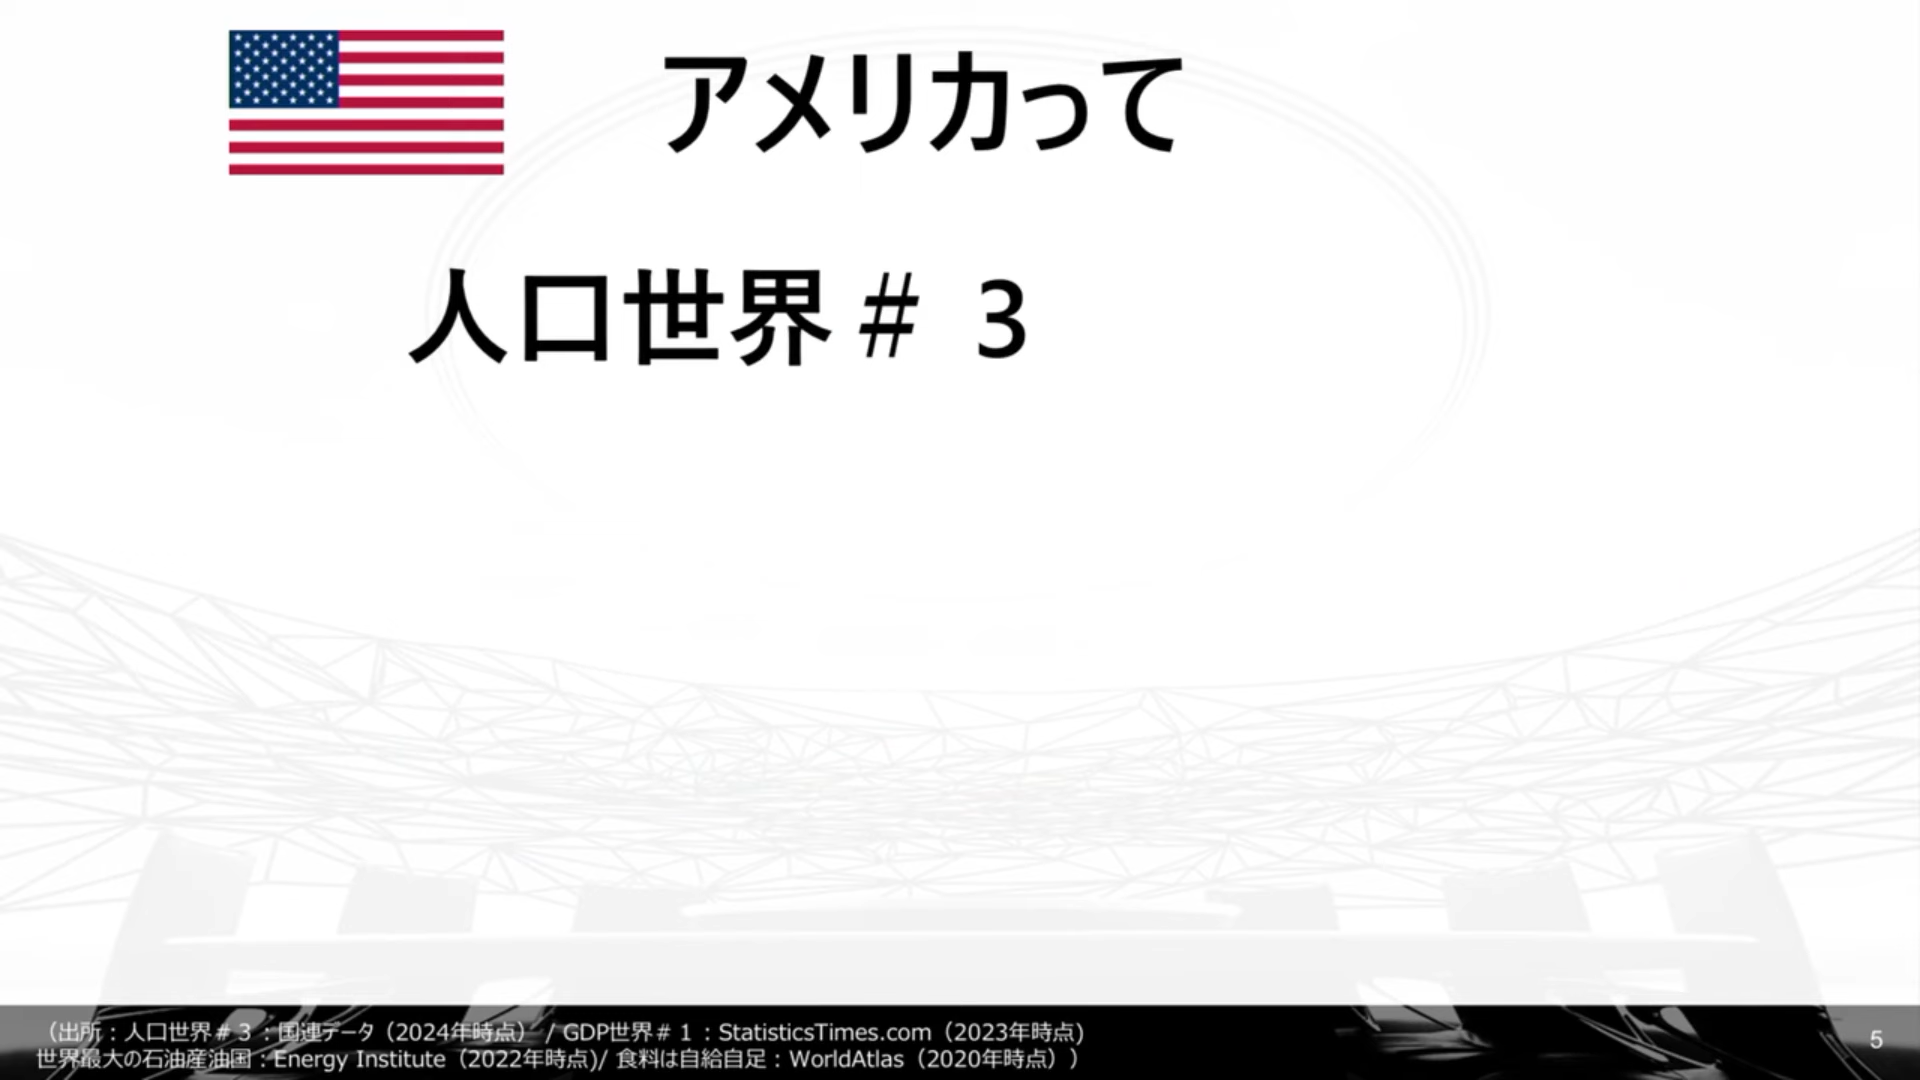 アメリカって
人口世界＃ 3
（出所：人口世界＃3：国連データ（2024年時点） / GDP世界＃1：StatisticsTimes.com（2023年時点)
世界最大の石油産油国：Energy Institute（2022年時点)/ 食料は自給自足：WorldAtlas（2020年時点））
5